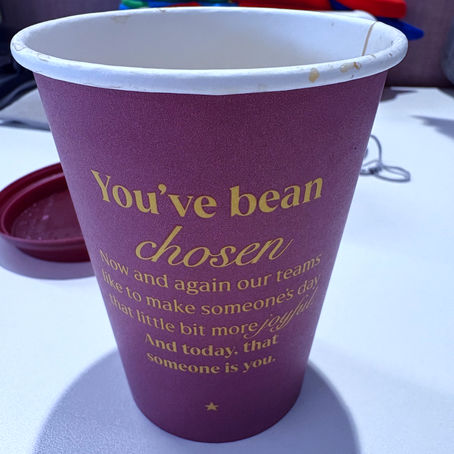 You've bean
chosen
Now and again our teams
like to make someone's day
that little bit more joyful.
And today, that
someone is you.